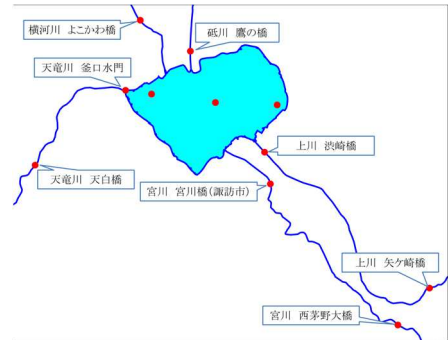 横河川 よこかわ橋
砥川 鷹の橋
天竜川 釜口水門
上川 渋崎橋
天竜川 天白橋
宮川 宮川橋(諏訪市)
上川 矢ケ崎橋
宮川 西茅野大橋